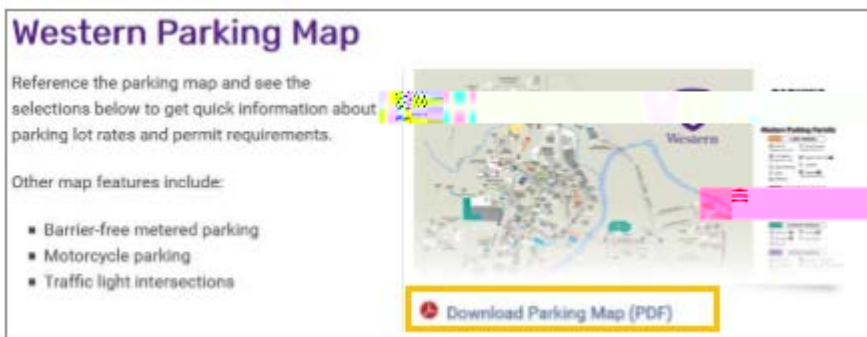 Western Parking Map
Reference the parking map and see the
selections below to get quick information about
parking lot rates and permit requirements.
Other map features include:
▪ Barrier-free metered parking
▪ Motorcycle parking
▪ Traffic light intersections
Western
Western Parking Permits
Download Parking Map (PDF)